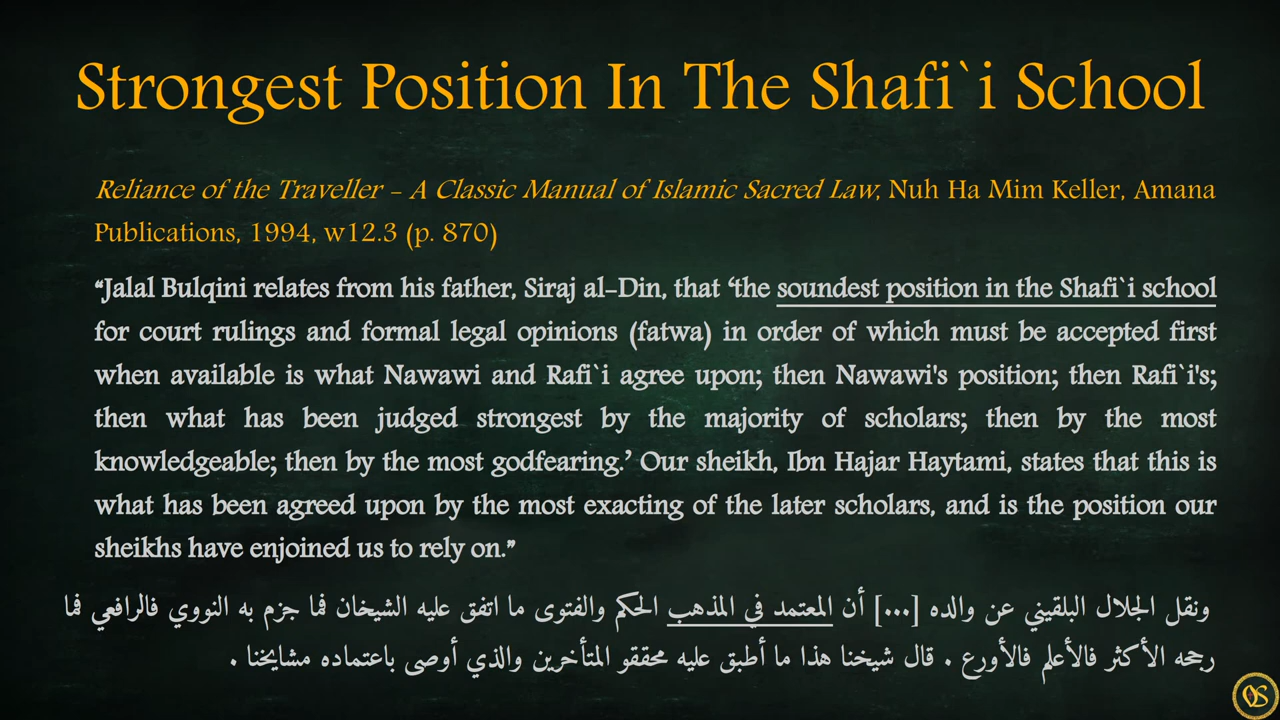 Strongest Position In The Shafi`i School
Reliance of the Traveller - A Classic Manual of Islamic Sacred Law, Nuh Ha Mim Keller, Amana
Publications, 1994, w12.3 (p. 870)
“Jalal Bulqini relates from his father, Siraj al-Din, that ‘the soundest position in the Shafi`i school
for court rulings and formal legal opinions (fatwa) in order of which must be accepted first
when available is what Nawawi and Rafi`i agree upon; then Nawawi's position; then Rafi`i's;
then what has been judged strongest by the majority of scholars; then by the most
knowledgeable; then by the most godfearing.’ Our sheikh, Ibn Hajar Haytami, states that this is
what has been agreed upon by the most exacting of the later scholars, and is the position our
sheikhs have enjoined us to rely on.”
ونقل الجلال البلقيني عن والده [...] أن المعتمد في المذهب الحكم والفتوى ما اتفق عليه الشيخان فما جزم به النووي فالرافعي فما
رجحه الأكثر فالأعلم فالأورع . قال شيخنا هذا ما أطبق عليه محققو المتأخرين والذي أوصى باعتماده مشايخنا .